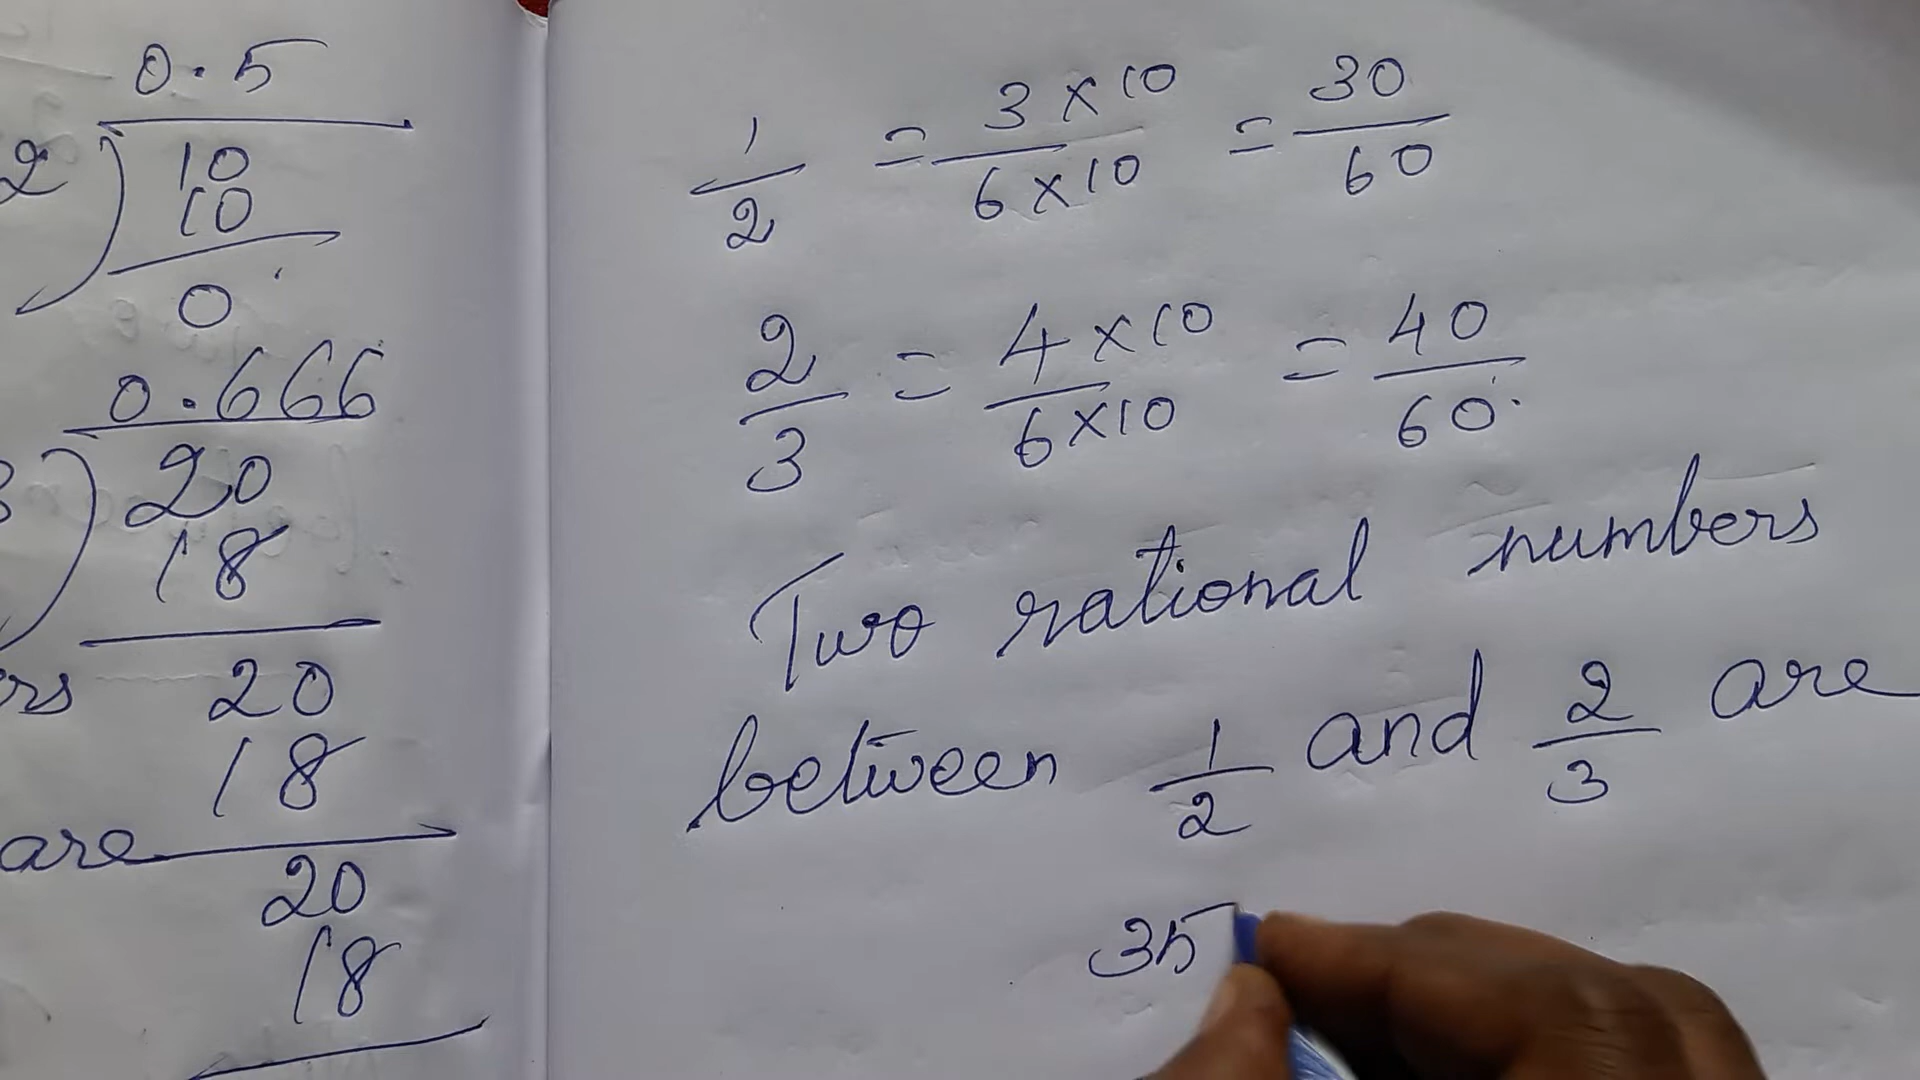 0.5
2) 10
10
0
0.666
3) 20
18
20
18
are
20
18
1/2 = 3 x 10 / 6 x 10 = 30/60
2/3 = 4 x 10 / 6 x 10 = 40/60.
Two rational numbers
between 1/2 and 2/3 are
35